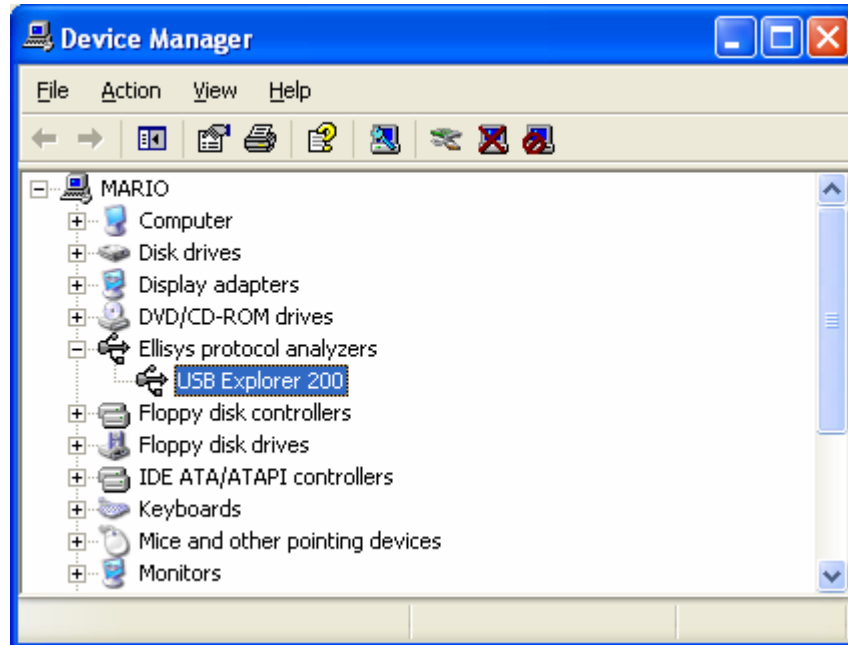 Device Manager
File Action View Help
MARIO
Computer
Disk drives
Display adapters
DVD/CD-ROM drives
Ellisys protocol analyzers
USB Explorer 200
Floppy disk controllers
Floppy disk drives
IDE ATA/ATAPI controllers
Keyboards
Mice and other pointing devices
Monitors